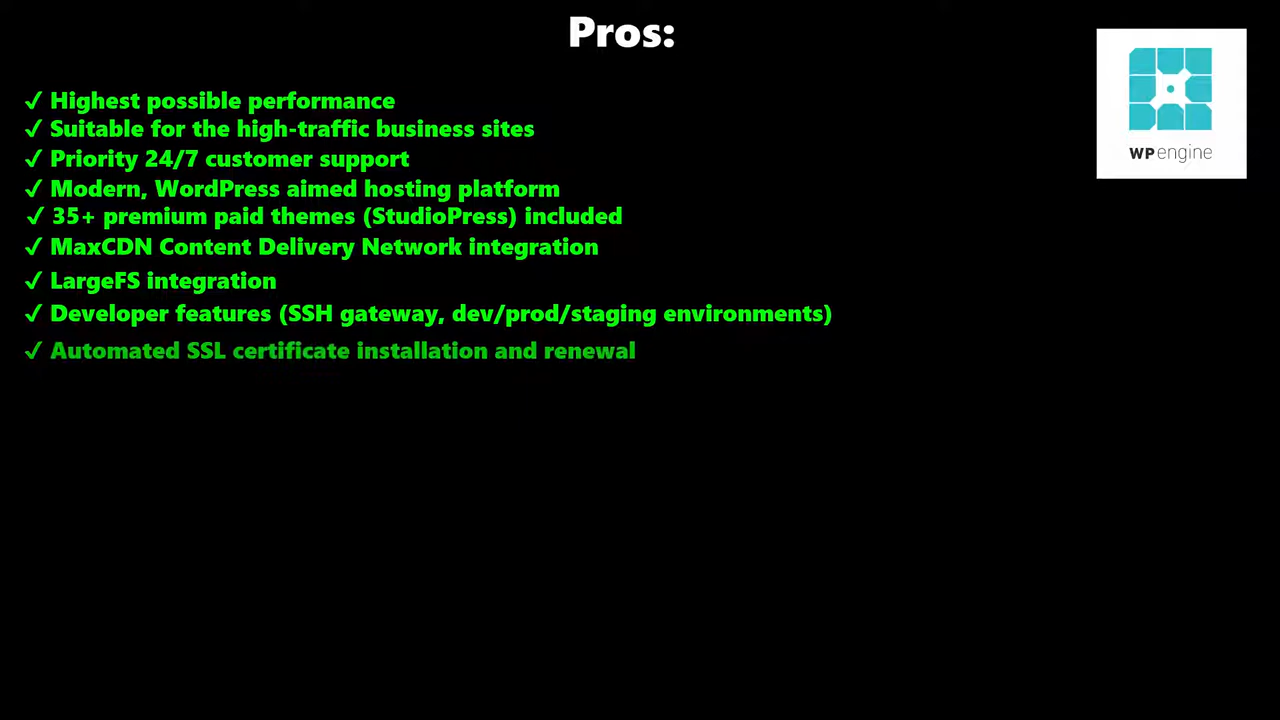 Pros:
WP engine
✓ Highest possible performance
✓ Suitable for the high-traffic business sites
✓ Priority 24/7 customer support
✓ Modern, WordPress aimed hosting platform
✓ 35+ premium paid themes (StudioPress) included
✓ MaxCDN Content Delivery Network integration
✓ LargeFS integration
✓ Developer features (SSH gateway, dev/prod/staging environments)
✓ Automated SSL certificate installation and renewal